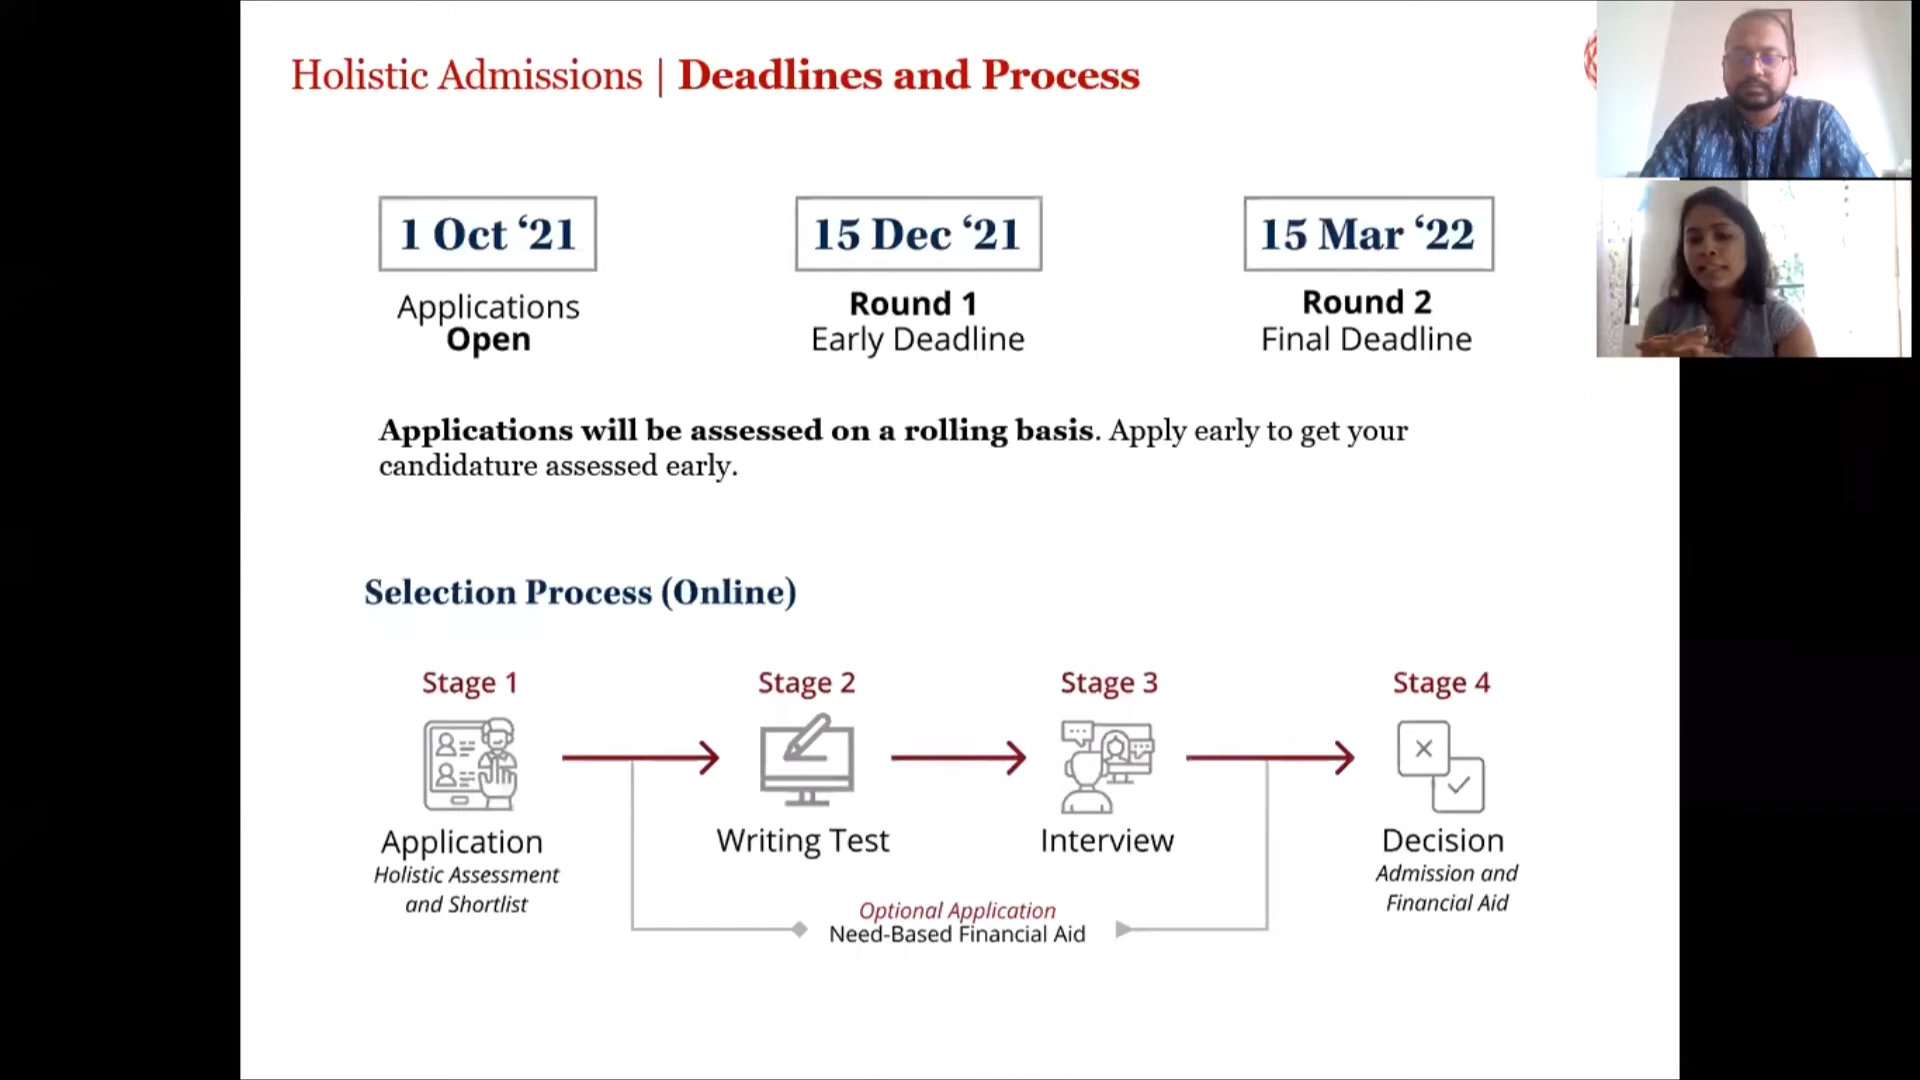 Holistic Admissions | Deadlines and Process
1 Oct ‘21
Applications
Open
15 Dec ‘21
Round 1
Early Deadline
15 Mar ‘22
Round 2
Final Deadline
Applications will be assessed on a rolling basis. Apply early to get your
candidature assessed early.
Selection Process (Online)
Stage 1
Application
Holistic Assessment
and Shortlist
Stage 2
Writing Test
Stage 3
Interview
Stage 4
Decision
Admission and
Financial Aid
Optional Application
Need-Based Financial Aid